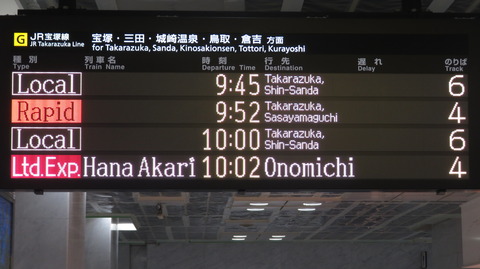 G JR宝塚線 宝塚・三田・城崎温泉・鳥取・倉吉 方面
JR Takarazuka Line for Takarazuka, Sanda, Kinosakionsen, Tottori, Kurayoshi
種別 列車名 時刻 行先 遅れ のりば
Type Train Name Departure Time Destination Delay Track
Local 9:45 Takarazuka, Shin-Sanda 6
Rapid 9:52 Takarazuka, Sasayamaguchi 4
Local 10:00 Takarazuka, Shin-Sanda 6
Ltd.Exp. Hana Akari 10:02 Onomichi 4